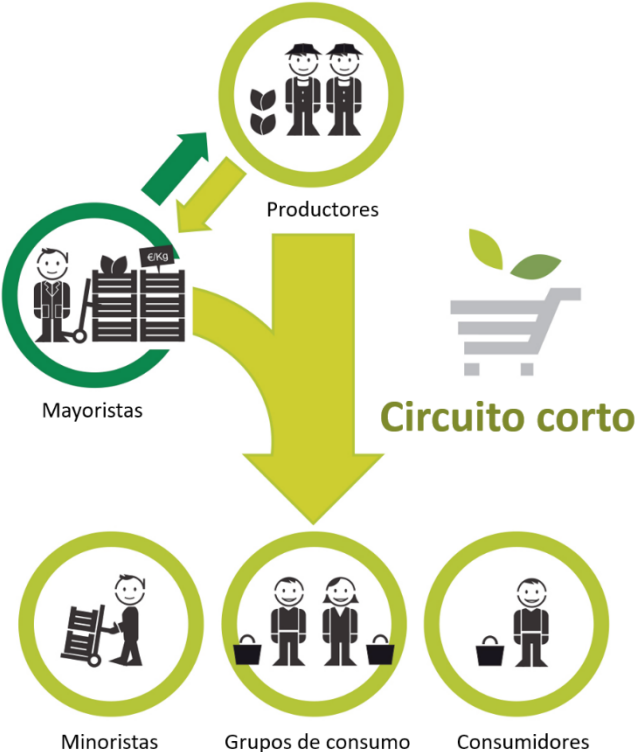 Productores
€/Kg
Mayoristas
Circuito corto
Minoristas
Grupos de consumo
Consumidores